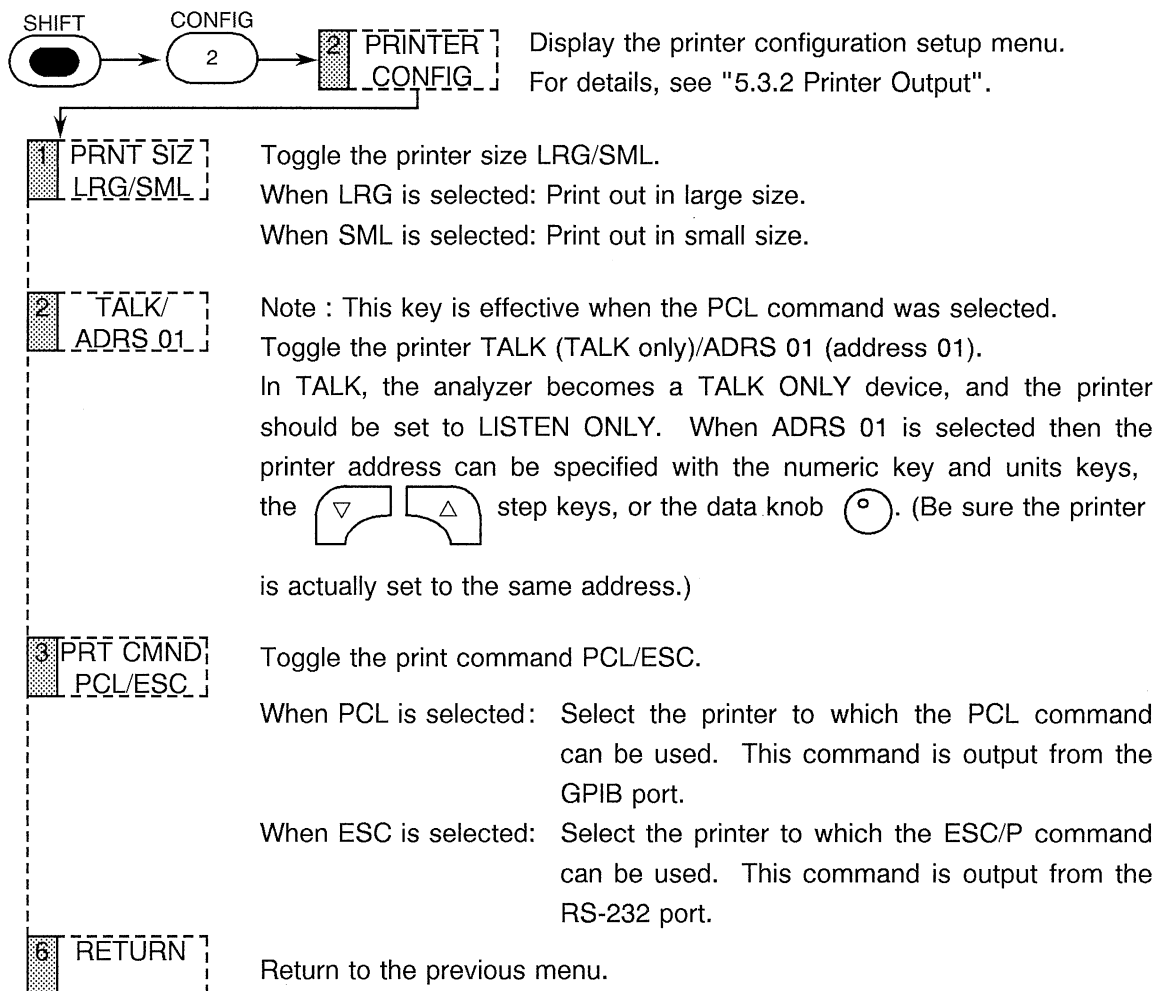 SHIFT CONFIG
2 2 PRINTER Display the printer configuration setup menu.
CONFIG For details, see "5.3.2 Printer Output".
1 PRNT SIZ Toggle the printer size LRG/SML.
LRG/SML When LRG is selected: Print out in large size.
When SML is selected: Print out in small size.
2 TALK/ Note : This key is effective when the PCL command was selected.
ADRS 01 Toggle the printer TALK (TALK only)/ADRS 01 (address 01).
In TALK, the analyzer becomes a TALK ONLY device, and the printer
should be set to LISTEN ONLY. When ADRS 01 is selected then the
printer address can be specified with the numeric key and units keys,
the ▽ △ step keys, or the data knob . (Be sure the printer
is actually set to the same address.)
3 PRT CMND Toggle the print command PCL/ESC.
PCL/ESC
When PCL is selected: Select the printer to which the PCL command
can be used. This command is output from the
GPIB port.
When ESC is selected: Select the printer to which the ESC/P command
can be used. This command is output from the
RS-232 port.
6 RETURN
Return to the previous menu.